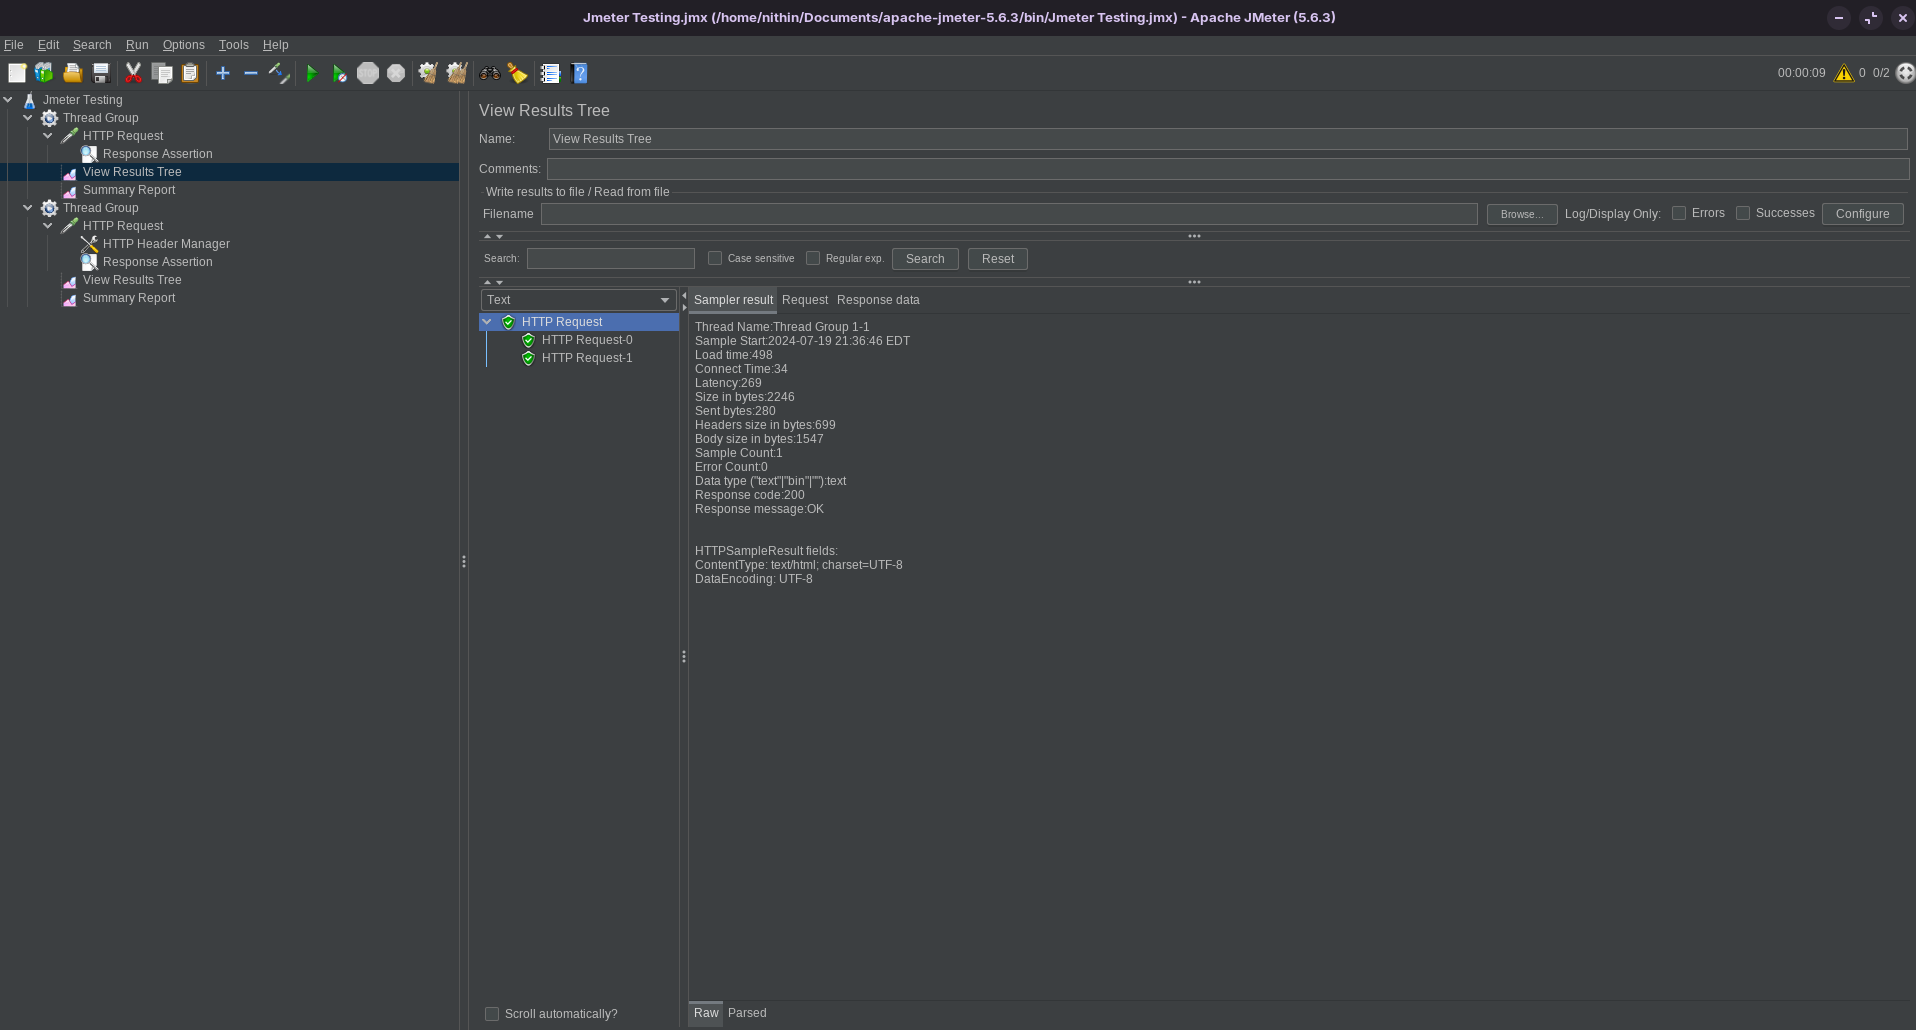 Jmeter Testing.jmx (/home/nithin/Documents/apache-jmeter-5.6.3/bin/Jmeter Testing.jmx) - Apache JMeter (5.6.3)
File Edit Search Run Options Tools Help
00:00:09 0 0/2
Jmeter Testing
Thread Group
HTTP Request
Response Assertion
View Results Tree
Summary Report
Thread Group
HTTP Request
HTTP Header Manager
Response Assertion
View Results Tree
Summary Report
View Results Tree
Name: View Results Tree
Comments:
Write results to file / Read from file
Filename Browse... Log/Display Only: Errors Successes Configure
Search: Case sensitive Regular exp. Search Reset
Text
HTTP Request
HTTP Request-0
HTTP Request-1
Scroll automatically?
Sampler result Request Response data
Thread Name:Thread Group 1-1
Sample Start:2024-07-19 21:36:46 EDT
Load time:498
Connect Time:34
Latency:269
Size in bytes:2246
Sent bytes:280
Headers size in bytes:699
Body size in bytes:1547
Sample Count:1
Error Count:0
Data type ("text"|"bin"|""):text
Response code:200
Response message:OK
HTTPSampleResult fields:
ContentType: text/html; charset=UTF-8
DataEncoding: UTF-8
Raw Parsed